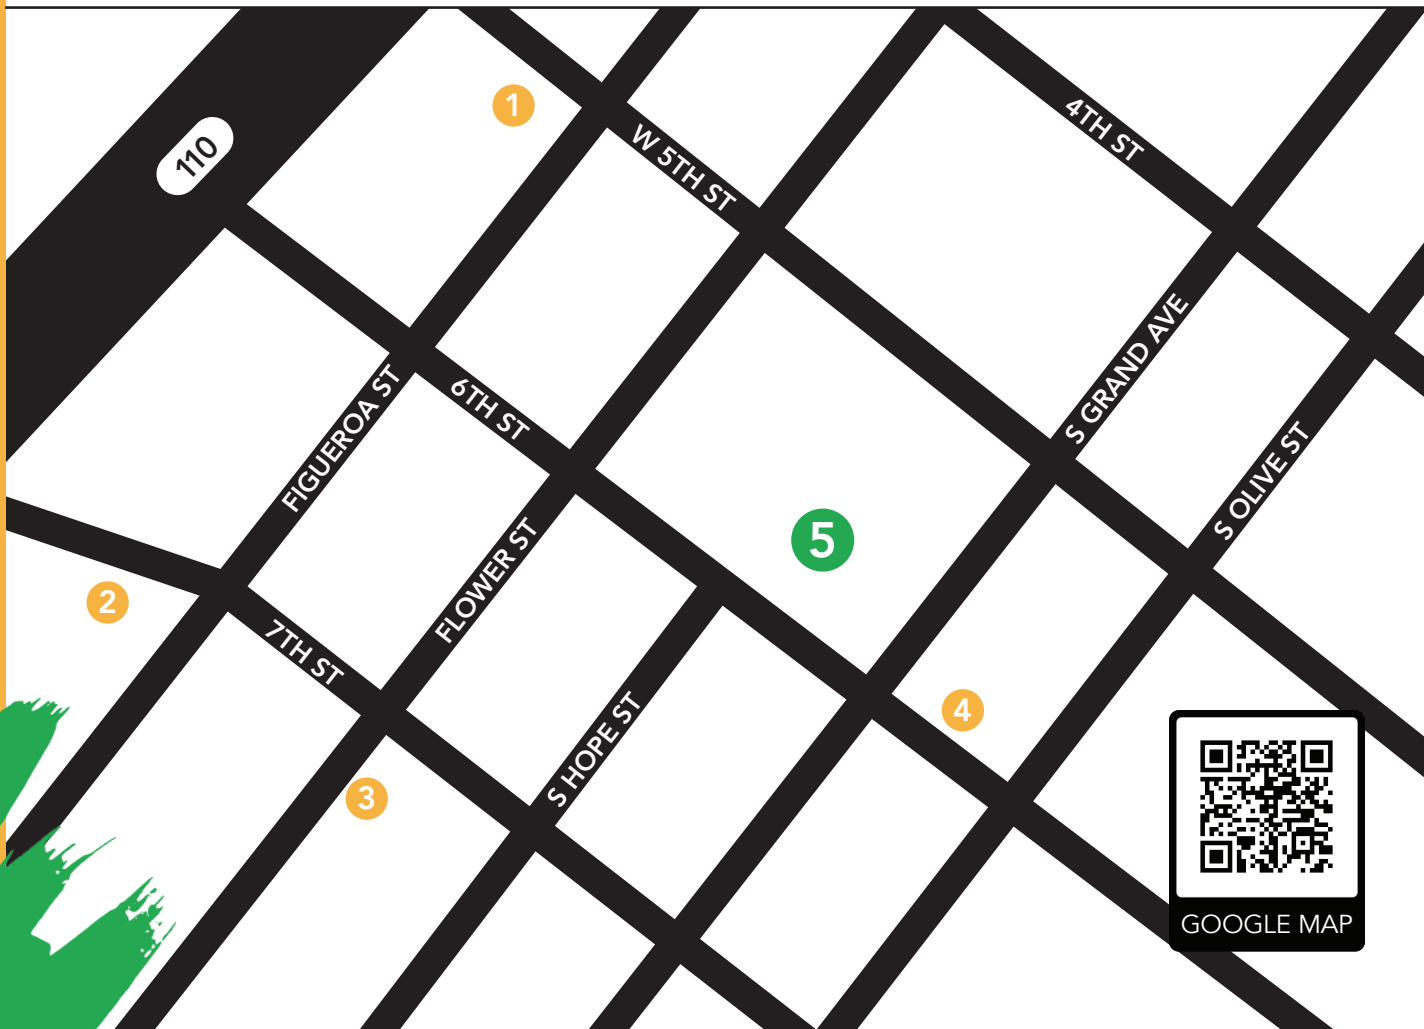 1
4TH ST
110
W 5TH ST
S GRAND AVE
FIGUEROA ST
6TH ST
S OLIVE ST
5
FLOWER ST
2
7TH ST
S HOPE ST
4
3
GOOGLE MAP